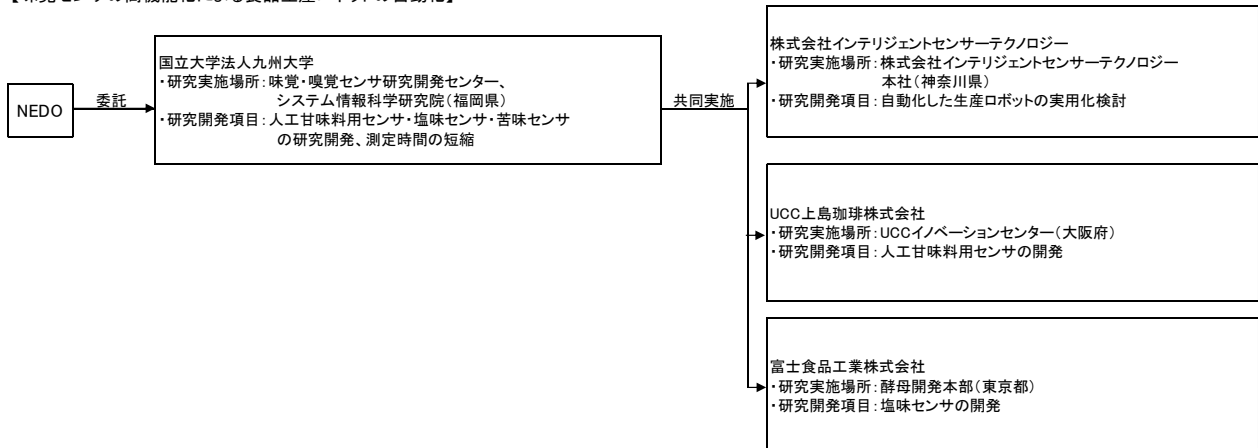 NEDO
委託
国立大学法人九州大学
・研究実施場所：味覚・嗅覚センサ研究開発センター、
システム情報科学研究院（福岡県）
・研究開発項目：人工甘味料用センサ・塩味センサ・苦味センサ
の研究開発、測定時間の短縮
共同実施
株式会社インテリジェントセンサーテクノロジー
・研究実施場所：株式会社インテリジェントセンサーテクノロジー
本社（神奈川県）
・研究開発項目：自動化した生産ロボットの実用化検討
UCC上島珈琲株式会社
・研究実施場所：UCCイノベーションセンター（大阪府）
・研究開発項目：人工甘味料用センサの開発
富士食品工業株式会社
・研究実施場所：酵母開発本部（東京都）
・研究開発項目：塩味センサの開発